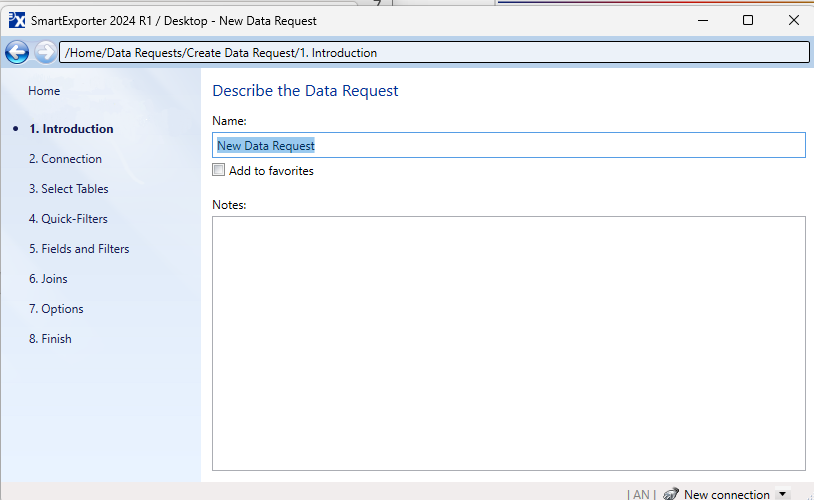 SmartExporter 2024 R1 / Desktop - New Data Request
/Home/Data Requests/Create Data Request/1. Introduction
Home
1. Introduction
2. Connection
3. Select Tables
4. Quick-Filters
5. Fields and Filters
6. Joins
7. Options
8. Finish
Describe the Data Request
Name:
New Data Request
Add to favorites
Notes:
| AN | New connection